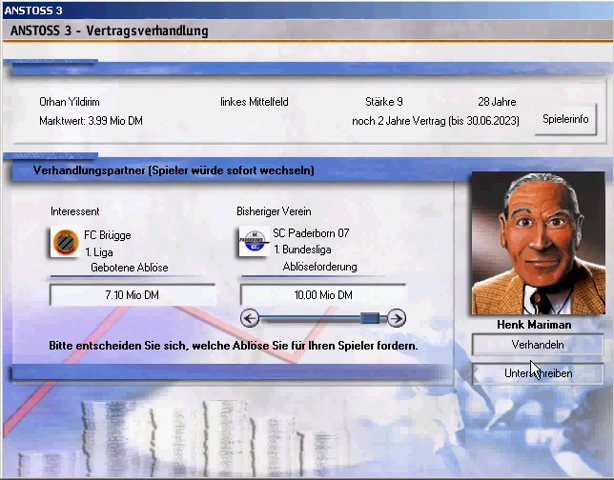 ANSTOSS 3
ANSTOSS 3 - Vertragsverhandlung
Orhan Yildirim linkes Mittelfeld Stärke 9 28 Jahre
Marktwert: 3.99 Mio DM noch 2 Jahre Vertrag (bis 30.06.2023) Spielerinfo
Verhandlungspartner (Spieler würde sofort wechseln)
Interessent Bisheriger Verein
FC Brügge SC Paderborn 07
1. Liga 1. Bundesliga
Gebotene Ablöse Ablöseforderung
7.10 Mio DM 10.00 Mio DM
Henk Mariman
Bitte entscheiden Sie sich, welche Ablöse Sie für Ihren Spieler fordern.
Verhandeln
Unterschreiben